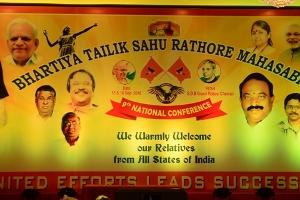 BHARTIYA TAILIK SAHU RATHORE MAHASAB
9th NATIONAL CONFERENCE
We Warmly Welcome
our Relatives
from All States of India
UNITED EFFORTS LEADS SUCCESS